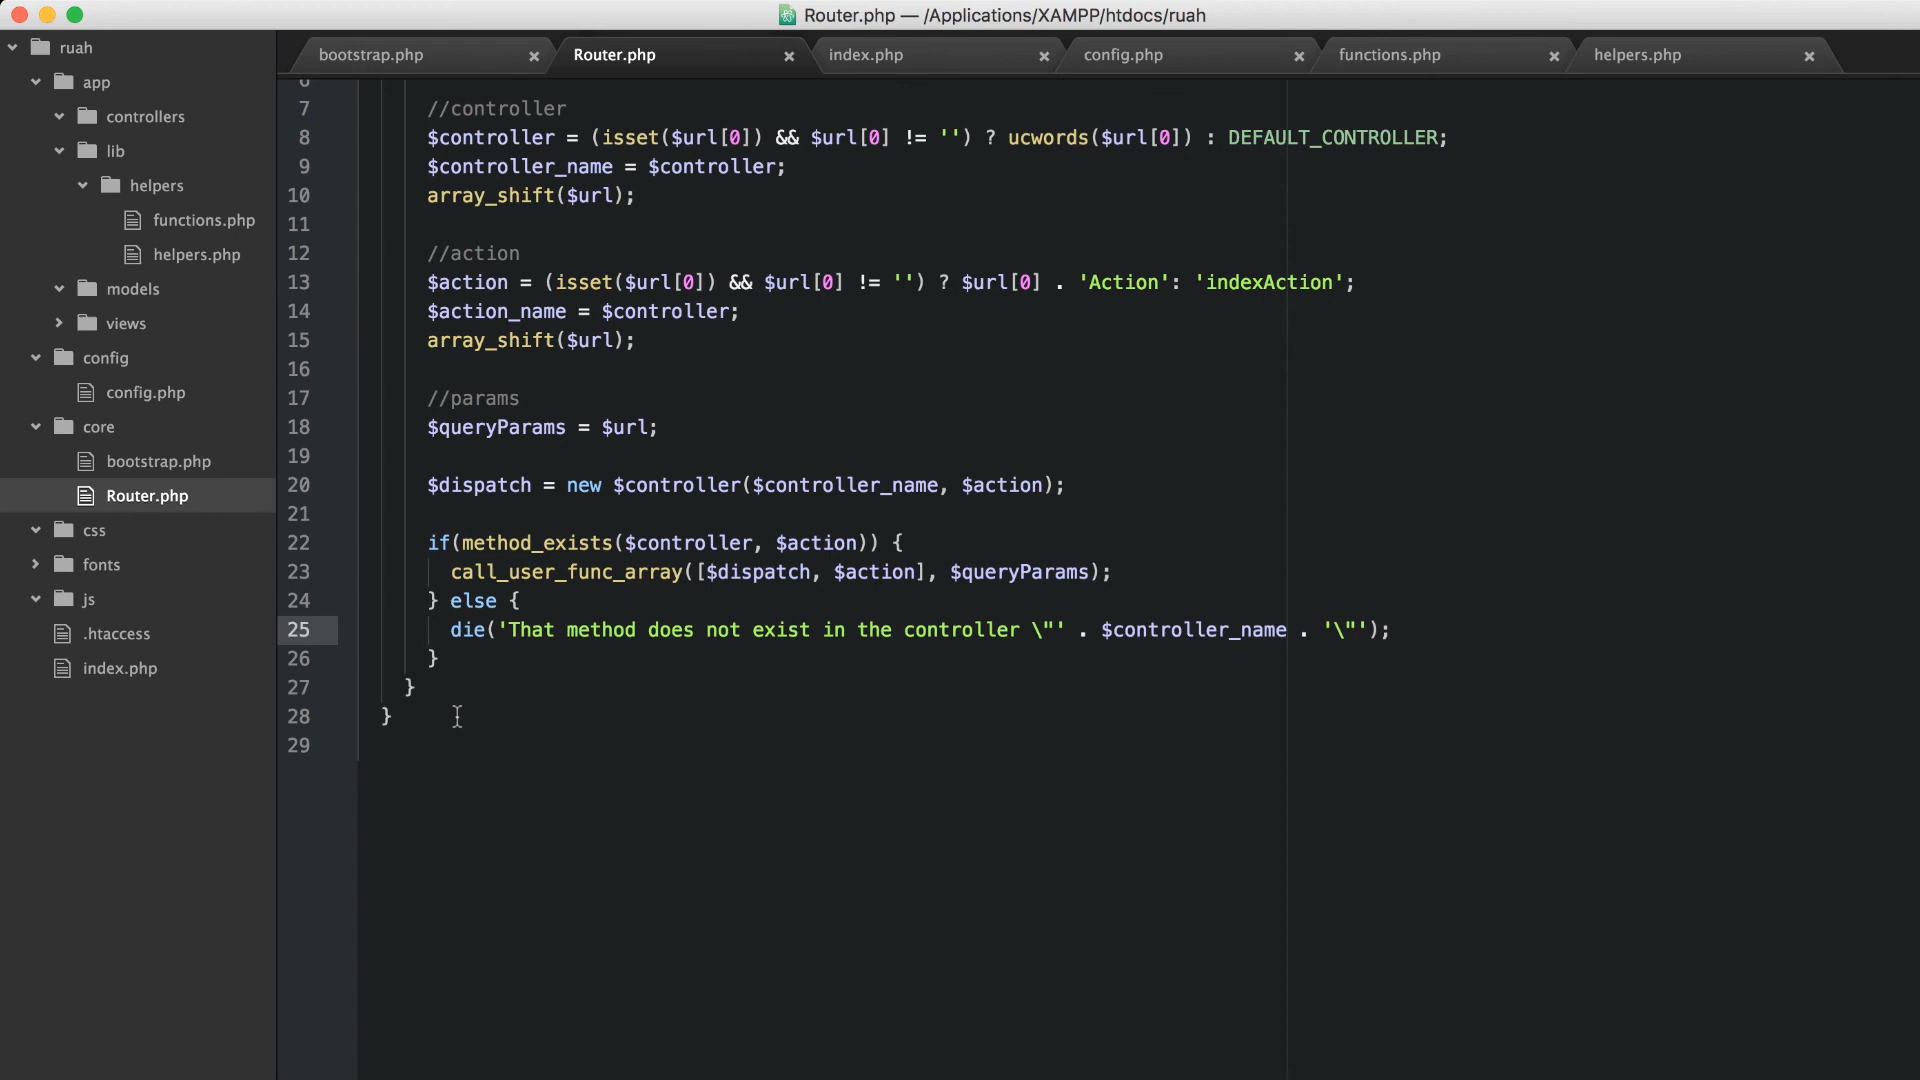 Router.php — /Applications/XAMPP/htdocs/ruah
ruah
app
controllers
lib
helpers
functions.php
helpers.php
models
views
config
config.php
core
bootstrap.php
Router.php
css
fonts
js
.htaccess
index.php
bootstrap.php × Router.php × index.php × config.php × functions.php × helpers.php ×
6
7 //controller
8 $controller = (isset($url[0]) && $url[0] != '') ? ucwords($url[0]) : DEFAULT_CONTROLLER;
9 $controller_name = $controller;
10 array_shift($url);
11
12 //action
13 $action = (isset($url[0]) && $url[0] != '') ? $url[0] . 'Action': 'indexAction';
14 $action_name = $controller;
15 array_shift($url);
16
17 //params
18 $queryParams = $url;
19
20 $dispatch = new $controller($controller_name, $action);
21
22 if(method_exists($controller, $action)) {
23 call_user_func_array([$dispatch, $action], $queryParams);
24 } else {
25 die('That method does not exist in the controller \"' . $controller_name . '\"');
26 }
27 }
28 }
29